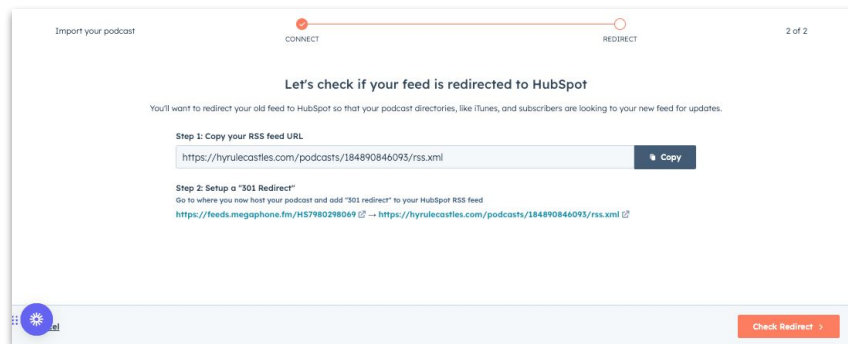 Import your podcast
CONNECT
REDIRECT
2 of 2
Let's check if your feed is redirected to HubSpot
You'll want to redirect your old feed to HubSpot so that your podcast directories, like iTunes, and subscribers are looking to your new feed for updates.
Step 1: Copy your RSS feed URL
https://hyrulecastles.com/podcasts/184890846093/rss.xml
Copy
Step 2: Setup a "301 Redirect"
Go to where you now host your podcast and add "301 redirect" to your HubSpot RSS feed
https://feeds.megaphone.fm/HS7980298069 → https://hyrulecastles.com/podcasts/184890846093/rss.xml
el
Check Redirect >